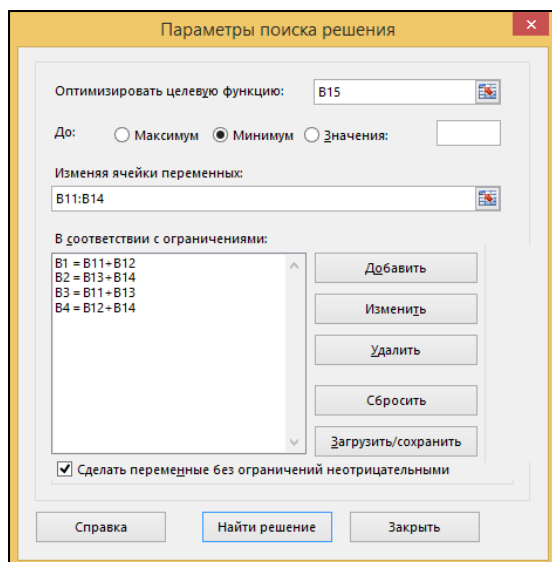 Параметры поиска решения
Оптимизировать целевую функцию: B15
До: Максимум Минимум Значения:
Изменяя ячейки переменных:
B11:B14
В соответствии с ограничениями:
B1 = B11+B12
B2 = B13+B14
B3 = B11+B13
B4 = B12+B14
Добавить
Изменить
Удалить
Сбросить
Загрузить/сохранить
Сделать переменные без ограничений неотрицательными
Справка Найти решение Закрыть